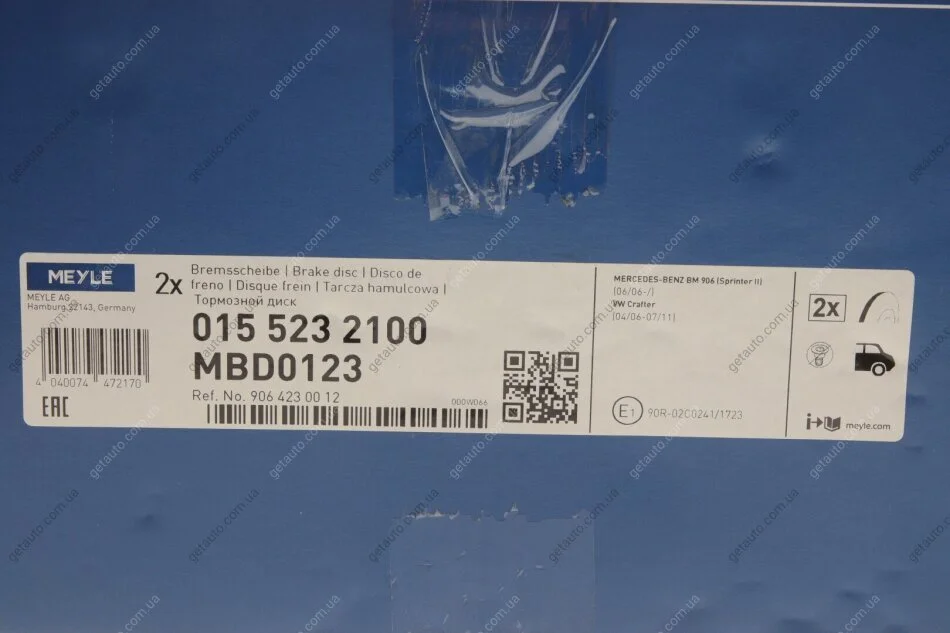 MEYLE
MEYLE AG
Hamburg,22143, Germany
4 040074 472170
EAC
2x
Bremsscheibe | Brake disc | Disco de
freno | Disque frein | Tarcza hamulcowa |
Тормозной диск
015 523 2100
MBD0123
Ref. No. 906 423 00 12
000W066
MERCEDES-BENZ BM 906 (Sprinter II)
(06/06-/)
VW Crafter
(04/06-07/11)
E1 90R-02C0241/1723
2x
meyle.com
getauto.com.ua